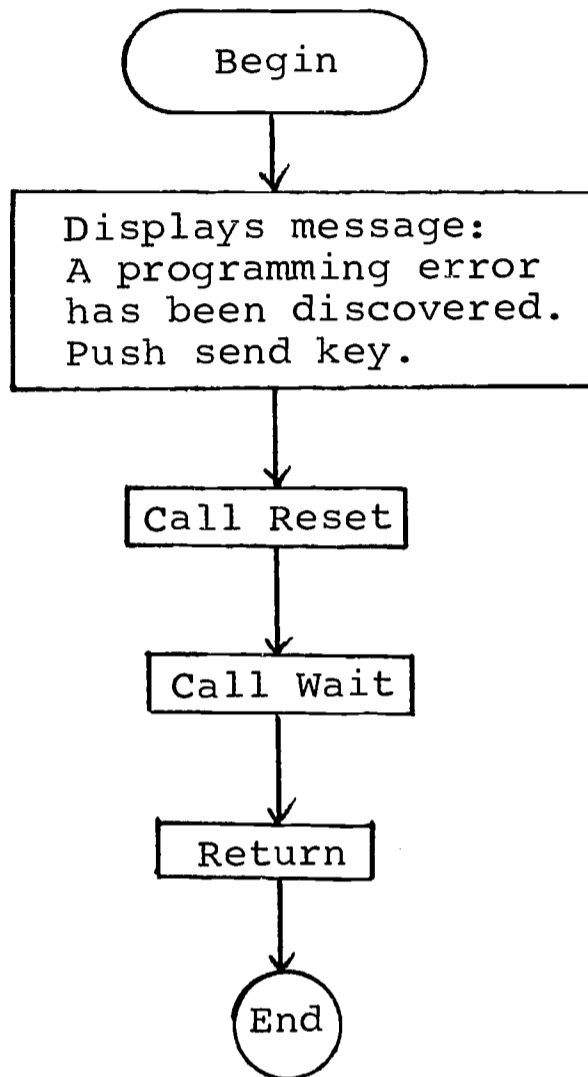 Begin
Displays message:
A programming error
has been discovered.
Push send key.
Call Reset
Call Wait
Return
End